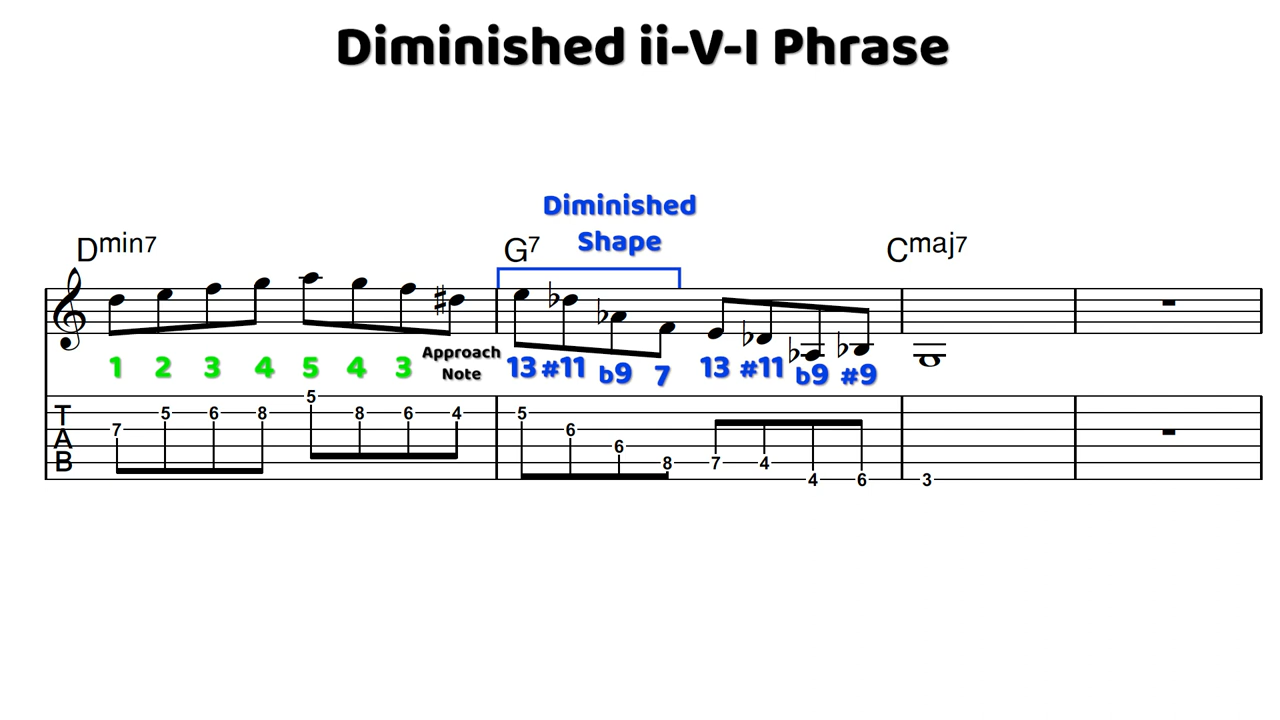 Diminished ii-V-I Phrase
Diminished
Shape
Dmin7 G7 Cmaj7
1 2 3 4 5 4 3 Approach Note 13 #11 b9 7 13 #11 b9 #9
T
A
B
7 5 6 8 5 8 6 4 5 6 6 8 7 4 4 6 3